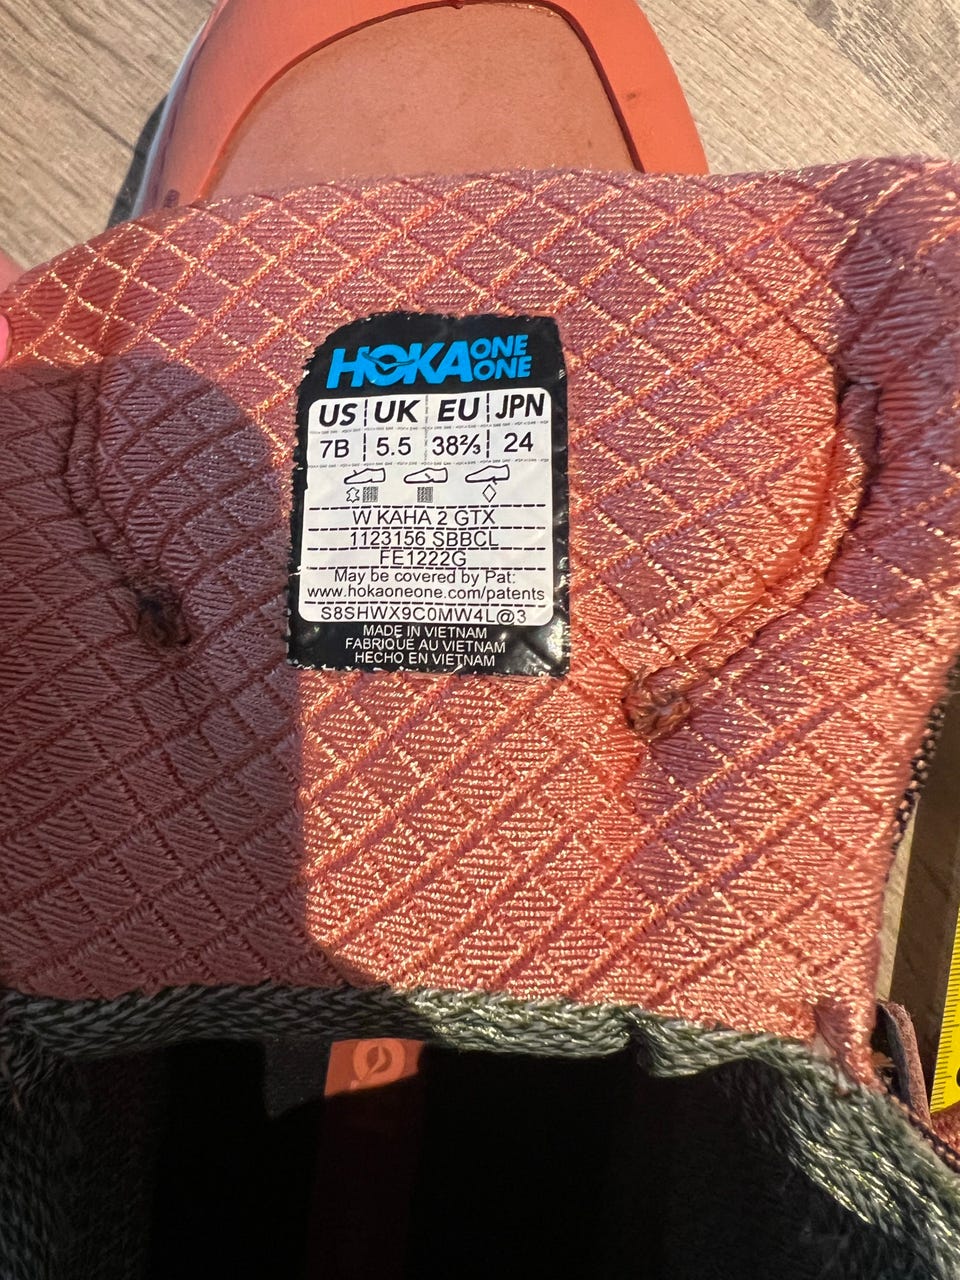 HOKA ONE ONE
US UK EU JPN
7B 5.5 38⅔ 24
W KAHA 2 GTX
1123156 SBBCL
FE1222G
May be covered by Pat:
www.hokaoneone.com/patents
S8SHWX9C0MW4L@3
MADE IN VIETNAM
FABRIQUÉ AU VIETNAM
HECHO EN VIETNAM